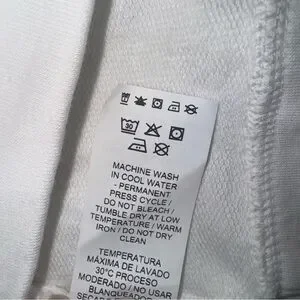 30
MACHINE WASH
IN COOL WATER
- PERMANENT
PRESS CYCLE /
DO NOT BLEACH /
TUMBLE DRY AT LOW
TEMPERATURE / WARM
IRON / DO NOT DRY
CLEAN
TEMPERATURA
MÁXIMA DE LAVADO
30°C PROCESO
MODERADO / NO USAR
BLANQUEADOR